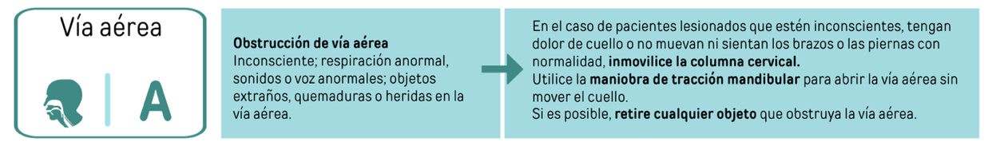 Vía aérea
A
Obstrucción de vía aérea
Inconsciente; respiración anormal,
sonidos o voz anormales; objetos
extraños, quemaduras o heridas en la
vía aérea.
En el caso de pacientes lesionados que estén inconscientes, tengan
dolor de cuello o no muevan ni sientan los brazos o las piernas con
normalidad, inmovilice la columna cervical.
Utilice la maniobra de tracción mandibular para abrir la vía aérea sin
mover el cuello.
Si es posible, retire cualquier objeto que obstruya la vía aérea.